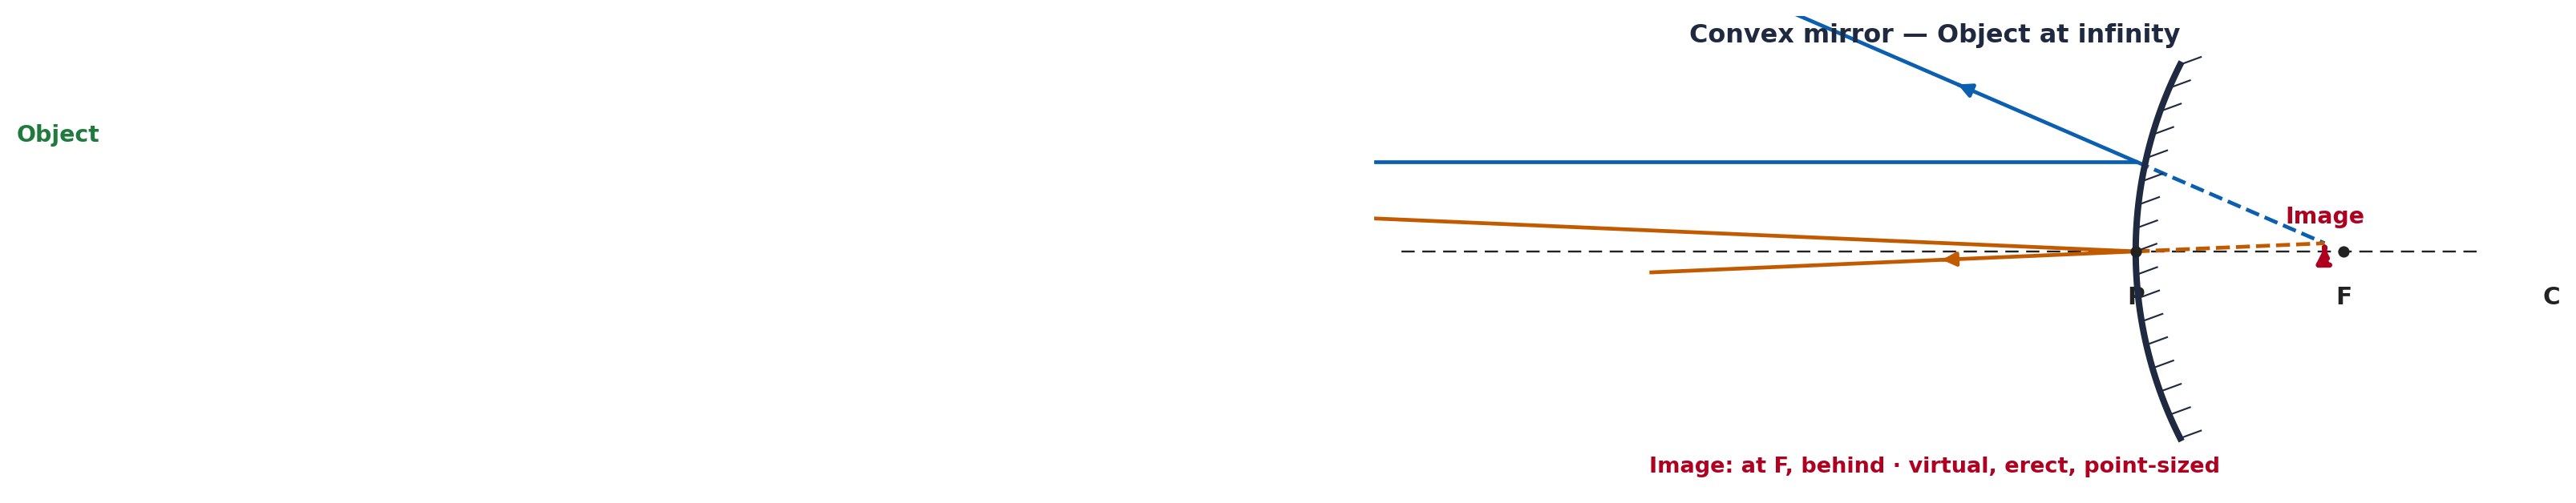 Convex mirror — Object at infinity
Object
Image
P
F
C
Image: at F, behind · virtual, erect, point-sized